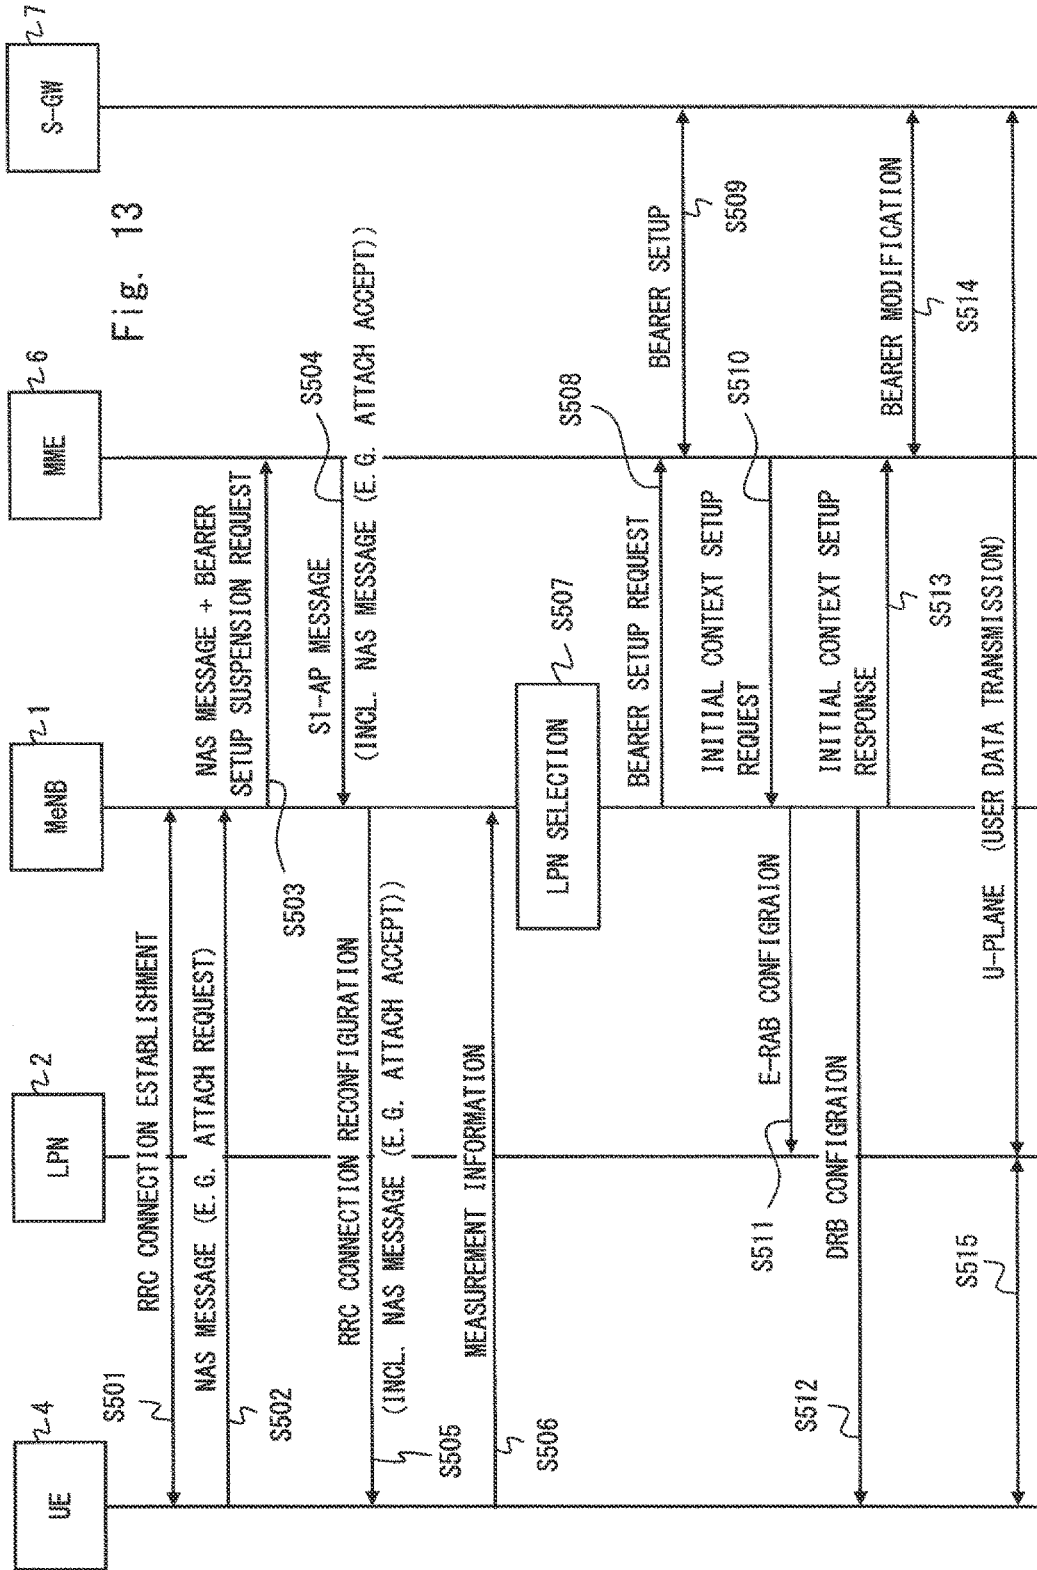 Fig. 13
UE
4
LPN
2
MeNB
1
MME
6
S-GW
7
RRC CONNECTION ESTABLISHMENT
S501
NAS MESSAGE (E.G. ATTACH REQUEST)
S502
NAS MESSAGE + BEARER
SETUP SUSPENSION REQUEST
S503
S1-AP MESSAGE
(INCL. NAS MESSAGE (E.G. ATTACH ACCEPT))
S504
RRC CONNECTION RECONFIGURATION
(INCL. NAS MESSAGE (E.G. ATTACH ACCEPT))
S505
MEASUREMENT INFORMATION
S506
LPN SELECTION
S507
BEARER SETUP REQUEST
S508
BEARER SETUP
S509
INITIAL CONTEXT SETUP
REQUEST
S510
E-RAB CONFIGRAION
S511
DRB CONFIGRAION
S512
INITIAL CONTEXT SETUP
RESPONSE
S513
BEARER MODIFICATION
S514
U-PLANE (USER DATA TRANSMISSION)
S515